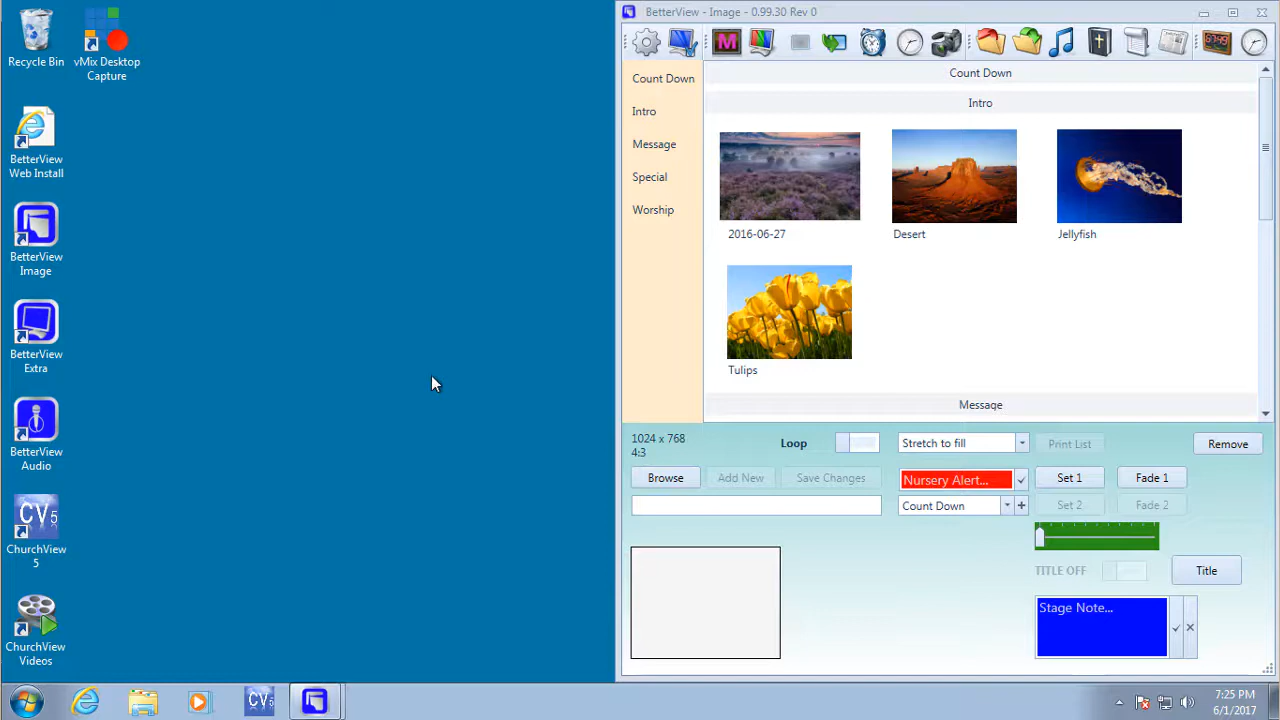 Recycle Bin
vMix Desktop
Capture
BetterView
Web Install
BetterView
Image
BetterView
Extra
BetterView
Audio
CV5
ChurchView
5
ChurchView
Videos
BetterView - Image - 0.99.30 Rev 0
M
Count Down
Intro
Message
Special
Worship
Count Down
Intro
2016-06-27
Desert
Jellyfish
Tulips
Message
1024 x 768
4:3
Loop
Stretch to fill
Print List
Remove
Browse
Add New
Save Changes
Nursery Alert...
Set 1
Fade 1
Count Down
Set 2
Fade 2
TITLE OFF
Title
Stage Note...
CV5
7:25 PM
6/1/2017